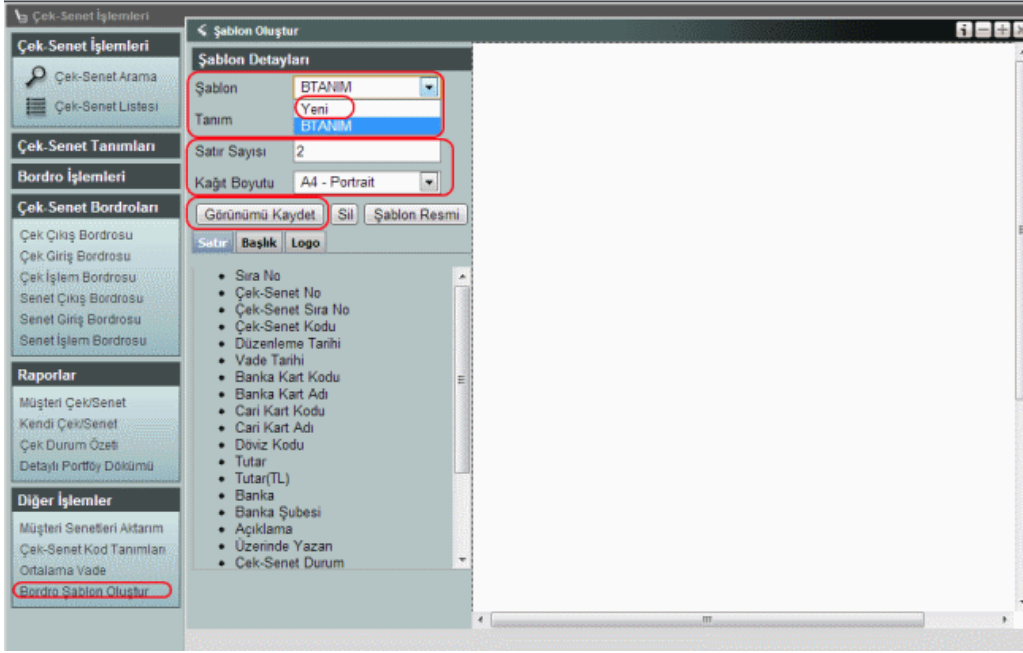 Çek-Senet İşlemleri
Şablon Oluştur
Çek-Senet İşlemleri
Çek-Senet Arama
Çek-Senet Listesi
Çek-Senet Tanımları
Bordro İşlemleri
Çek-Senet Bordroları
Çek Çıkış Bordrosu
Çek Giriş Bordrosu
Çek İşlem Bordrosu
Senet Çıkış Bordrosu
Senet Giriş Bordrosu
Senet İşlem Bordrosu
Raporlar
Müşteri Çek/Senet
Kendi Çek/Senet
Çek Durum Özeti
Detaylı Portföy Dökümü
Diğer İşlemler
Müşteri Senetleri Aktarım
Çek-Senet Kod Tanımları
Ortalama Vade
Bordro Şablon Oluştur
Şablon Detayları
Şablon BTANIM
Yeni
Tanım BTANIM
Satır Sayısı 2
Kağıt Boyutu A4 - Portrait
Görünümü Kaydet Sil Şablon Resmi
Satır Başlık Logo
Sıra No
Çek-Senet No
Çek-Senet Sıra No
Çek-Senet Kodu
Düzenleme Tarihi
Vade Tarihi
Banka Kart Kodu
Banka Kart Adı
Cari Kart Kodu
Cari Kart Adı
Döviz Kodu
Tutar
Tutar(TL)
Banka
Banka Şubesi
Açıklama
Üzerinde Yazan
Çek-Senet Durum